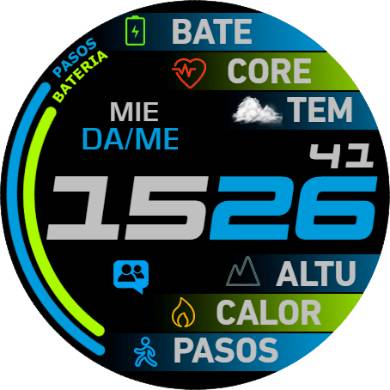 BATE
CORE
TEM
PASOS
BATERIA
MIE
DA/ME
41
1526
ALTU
CALOR
PASOS